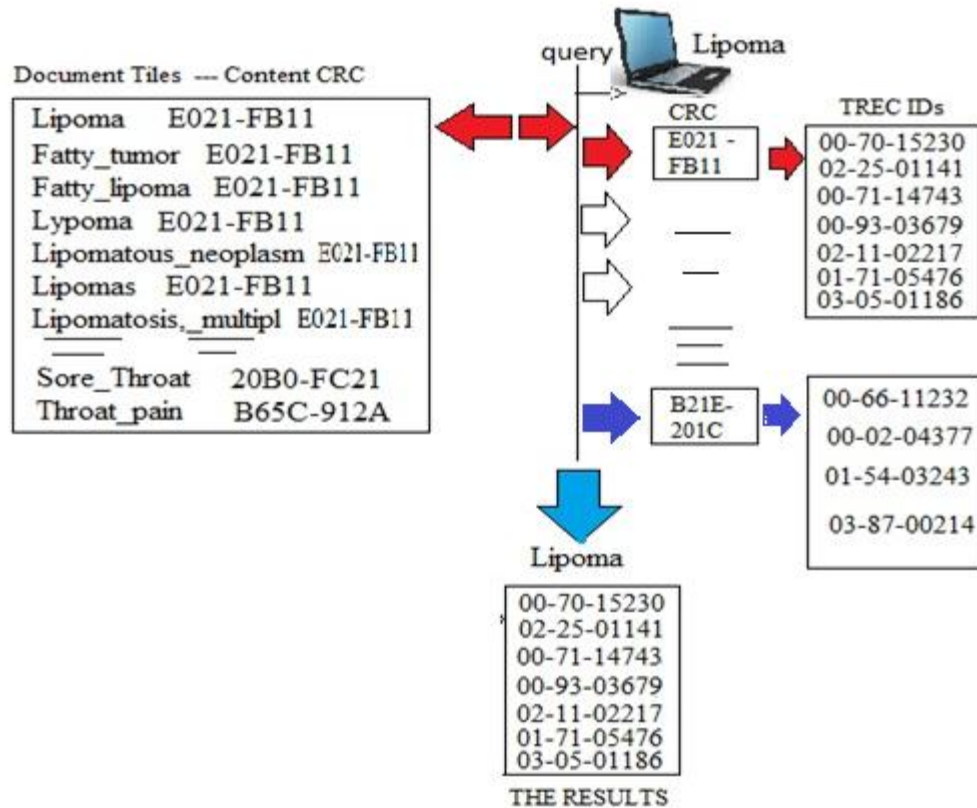 query
Lipoma
Document Tiles --- Content CRC
Lipoma E021-FB11
Fatty_tumor E021-FB11
Fatty_lipoma E021-FB11
Lypoma E021-FB11
Lipomatous_neoplasm E021-FB11
Lipomas E021-FB11
Lipomatosis,_multipl E021-FB11
Sore_Throat 20B0-FC21
Throat_pain B65C-912A
CRC
E021 -
FB11
B21E-
201C
TREC IDs
00-70-15230
02-25-01141
00-71-14743
00-93-03679
02-11-02217
01-71-05476
03-05-01186
00-66-11232
00-02-04377
01-54-03243
03-87-00214
Lipoma
00-70-15230
02-25-01141
00-71-14743
00-93-03679
02-11-02217
01-71-05476
03-05-01186
THE RESULTS